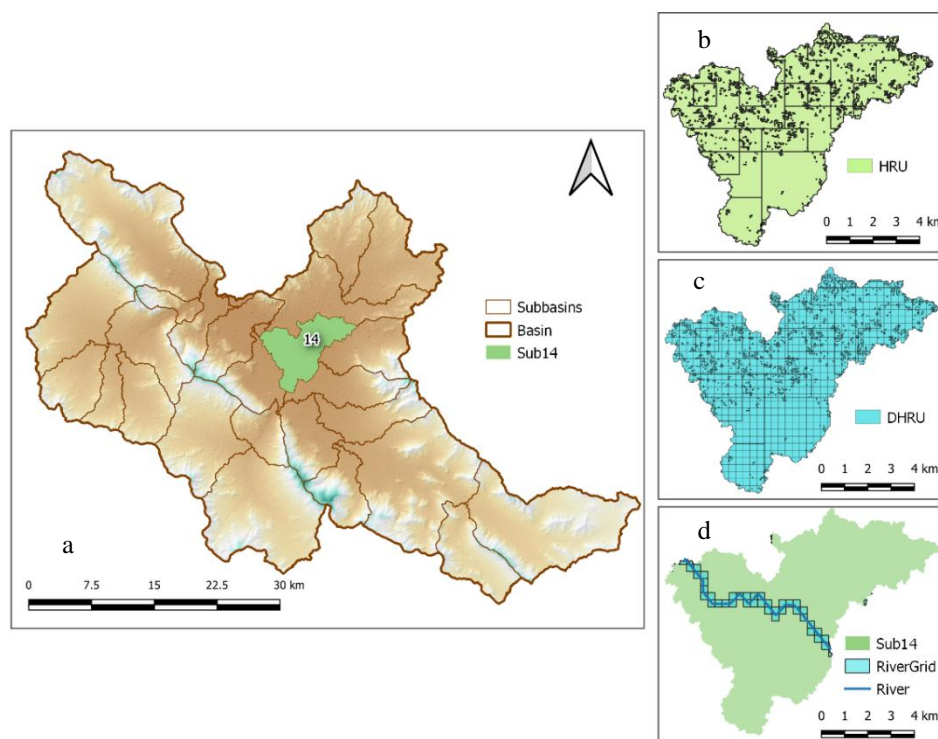 a
14
Subbasins
Basin
Sub14
0 7.5 15 22.5 30 km
b
HRU
0 1 2 3 4 km
c
DHRU
0 1 2 3 4 km
d
Sub14
RiverGrid
River
0 1 2 3 4 km